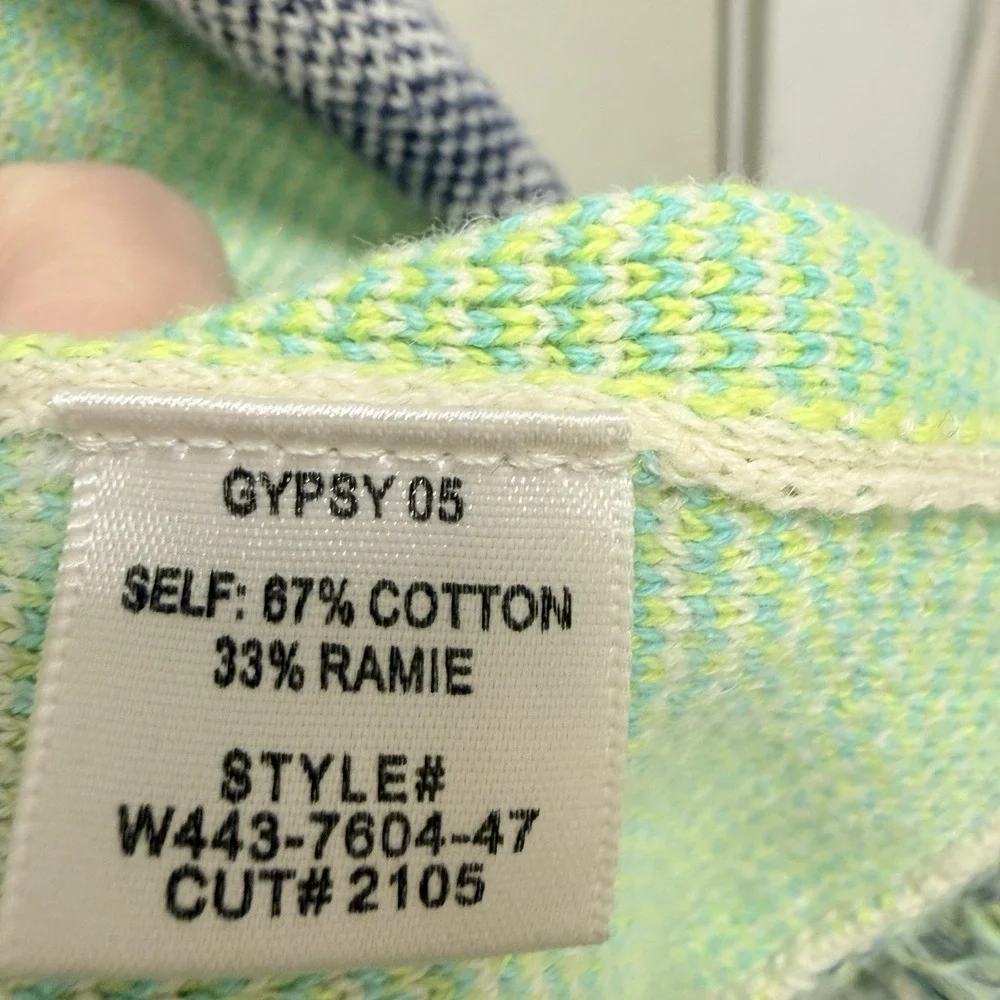 GYPSY 05
SELF: 67% COTTON
33% RAMIE
STYLE#
W443-7604-47
CUT# 2105